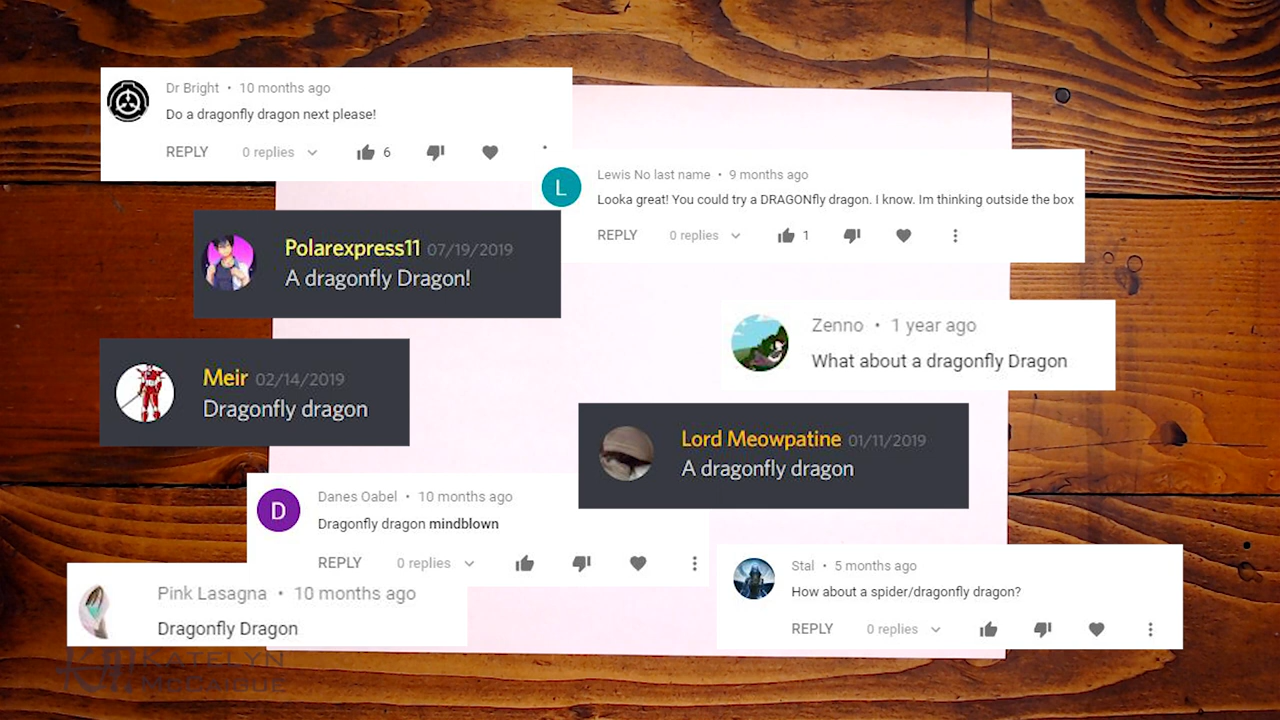 Dr Bright • 10 months ago
Do a dragonfly dragon next please!
REPLY 0 replies 6
Lewis No last name • 9 months ago
Looka great! You could try a DRAGONfly dragon. I know. Im thinking outside the box
REPLY 0 replies 1
L
Polarexpress11 07/19/2019
A dragonfly Dragon!
Zenno • 1 year ago
What about a dragonfly Dragon
Meir 02/14/2019
Dragonfly dragon
Lord Meowpatine 01/11/2019
A dragonfly dragon
D
Danes Oabel • 10 months ago
Dragonfly dragon mindblown
REPLY 0 replies
Stal • 5 months ago
How about a spider/dragonfly dragon?
REPLY 0 replies
Pink Lasagna • 10 months ago
Dragonfly Dragon
KATELYN